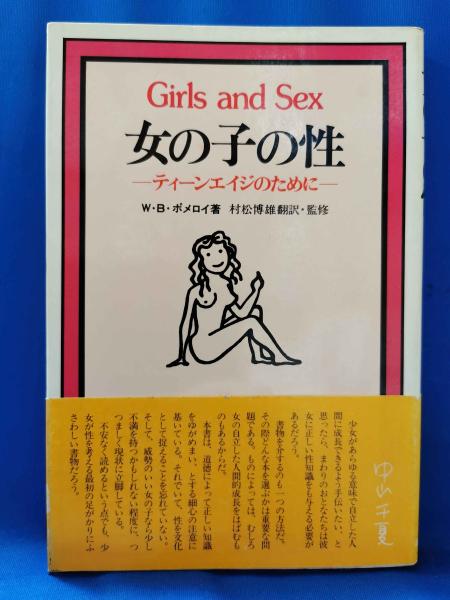 Girls and Sex
女の子の性
―ティーンエイジのために―
W・B・ポメロイ著 村松博雄翻訳・監修
少女があらゆる意味で自立した人
間に成長できるよう手伝いたい、と
思ったら、まわりのおとなたちは彼
女に正しい性知識をも与える必要が
あるだろう。
書物を介するのも一つの方法だ。
その際どんな本を選ぶかは重要な問
題である。ものによっては、むしろ
女の自立した人間的成長をはばむも
のもあるからだ。
本書は、道徳によって正しい知識
をゆがめまい、とする細心の注意に
基いている。それでいて、性を文化
として捉えることを忘れていない。
そして、威勢のいい女の子なら少し
不満を持つかもしれない程度に、つ
つましく現状に立脚している。
不安なく読めるという点でも、少
女が性を考える最初の足がかりにふ
さわしい書物だろう。
中山千夏